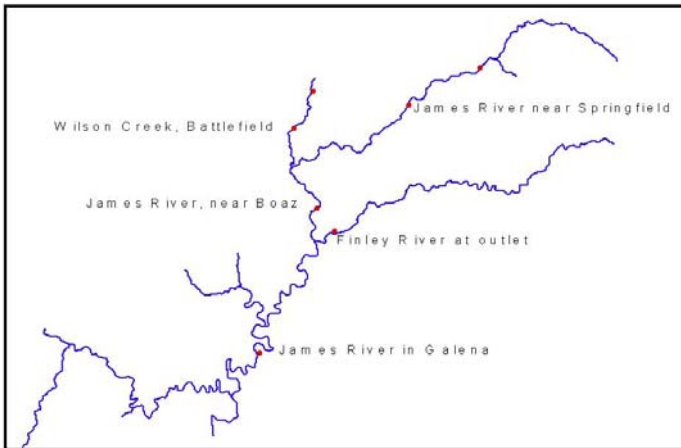 James River near Springfield
Wilson Creek, Battlefield
James River, near Boaz
Finley River at outlet
James River in Galena